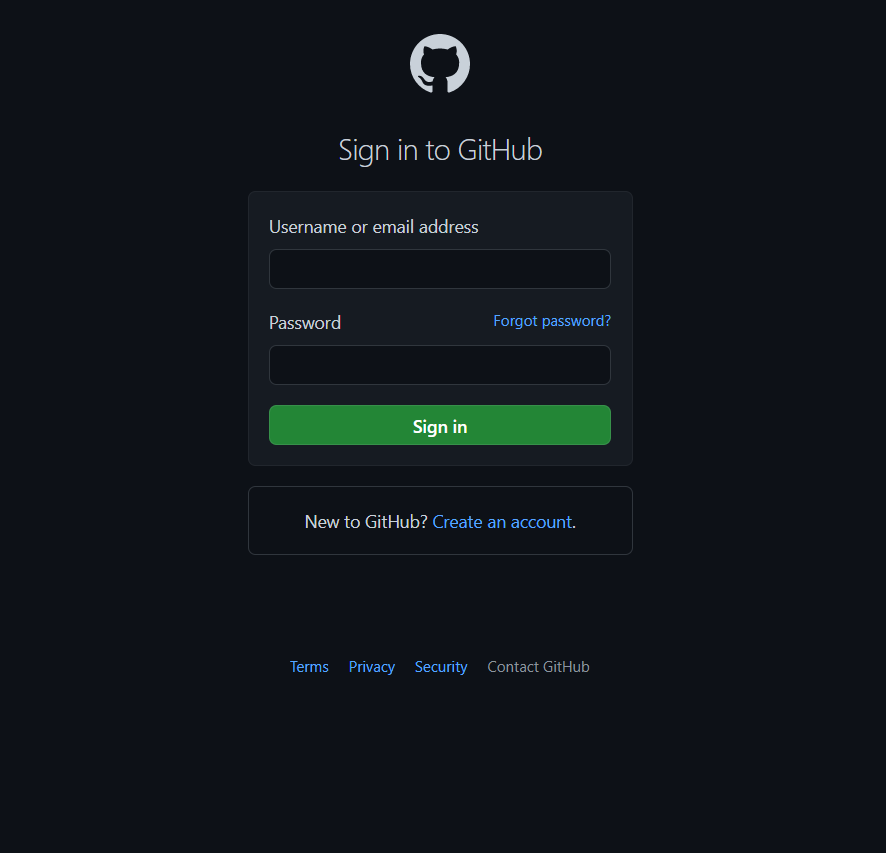 Sign in to GitHub
Username or email address
Password Forgot password?
Sign in
New to GitHub? Create an account.
Terms Privacy Security Contact GitHub